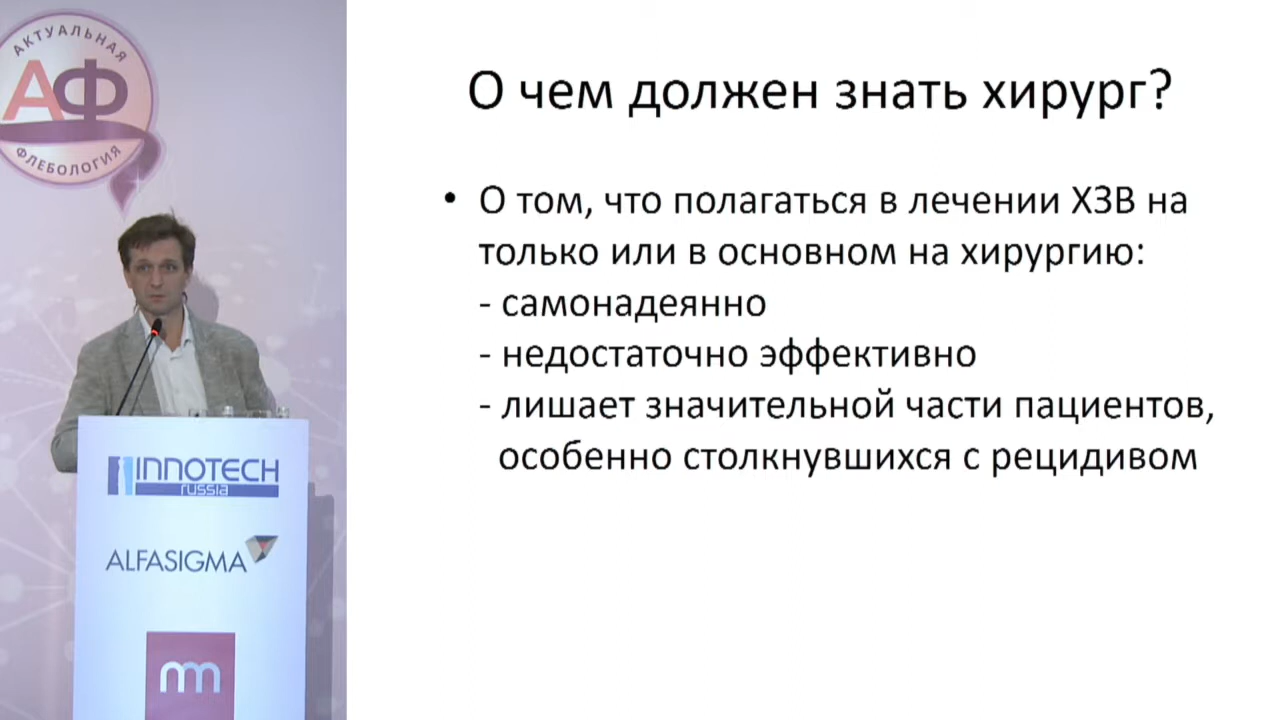 АКТУАЛЬНАЯ
АФ
ФЛЕБОЛОГИЯ
INNOTECH
russia
ALFASIGMA
О чем должен знать хирург?
• О том, что полагаться в лечении ХЗВ на
только или в основном на хирургию:
- самонадеянно
- недостаточно эффективно
- лишает значительной части пациентов,
особенно столкнувшихся с рецидивом